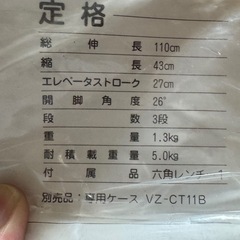 定格
総伸長 110cm
縮長 43cm
エレベータストローク 27cm
開脚角度 26°
段数 3段
重量 1.3kg
耐積載重量 5.0kg
付属品 六角レンチ 1
別売品:専用ケース VZ-CT11B